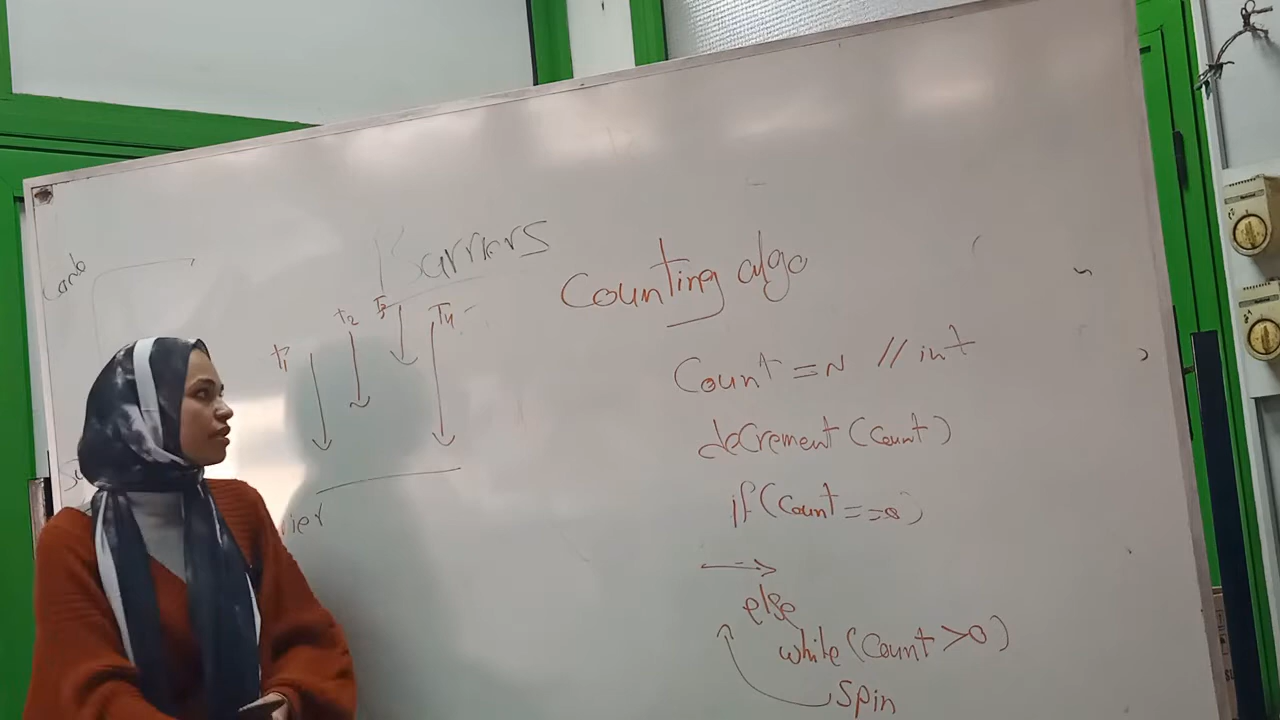 Barriers
t1 t2 T3 T4
Counting algo
Count = N // int
decrement (Count)
if (Count == 0)
else
while (Count > 0)
spin